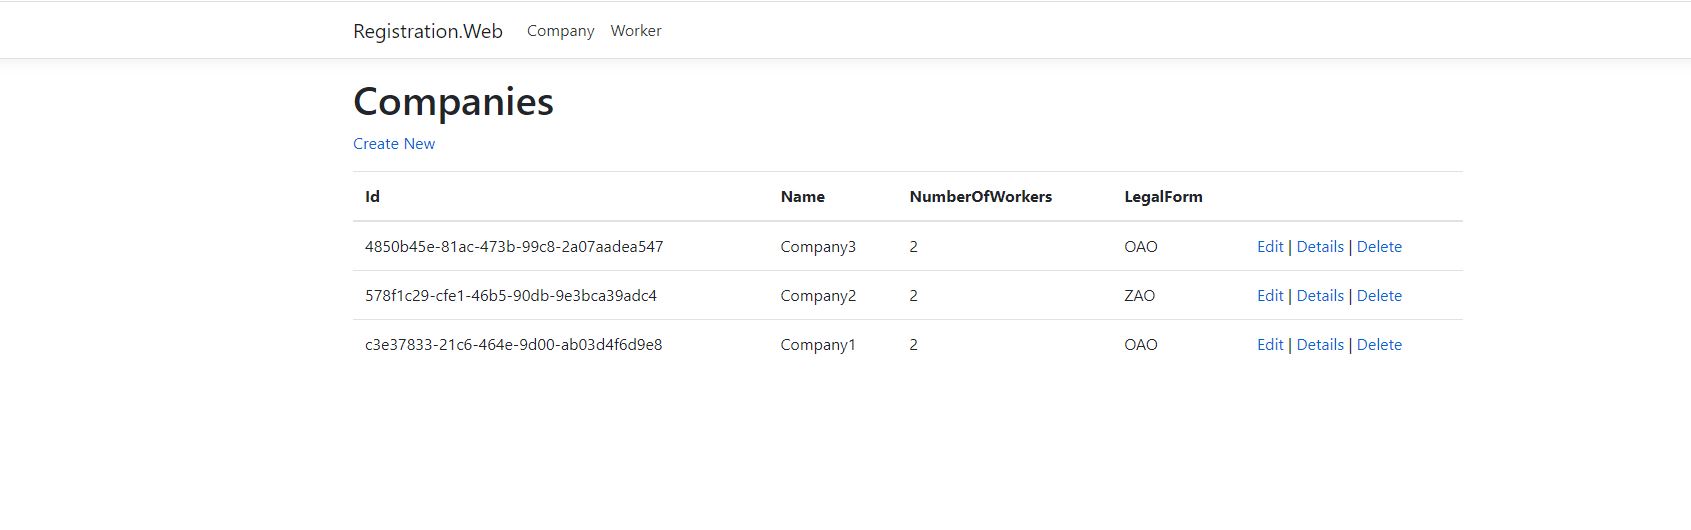 Registration.Web Company Worker
Companies
Create New
Id Name NumberOfWorkers LegalForm
4850b45e-81ac-473b-99c8-2a07aadea547 Company3 2 OAO Edit | Details | Delete
578f1c29-cfe1-46b5-90db-9e3bca39adc4 Company2 2 ZAO Edit | Details | Delete
c3e37833-21c6-464e-9d00-ab03d4f6d9e8 Company1 2 OAO Edit | Details | Delete